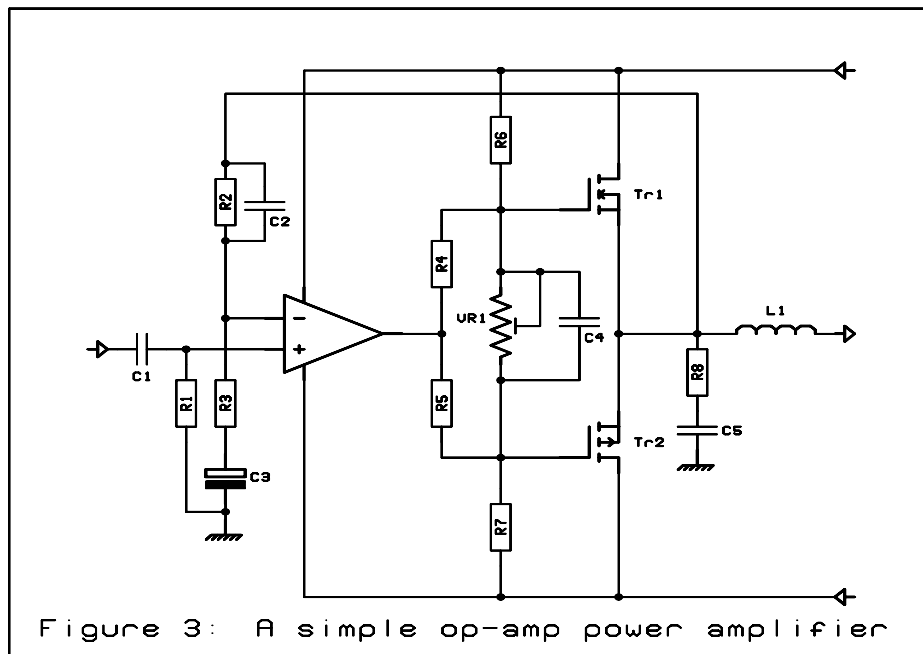 R6
R2
Tr1
C2
R4
L1
VR1
−
C4
+
C1
R8
R1
R3
R5
C5
Tr2
C3
R7
Figure 3: A simple op-amp power amplifier